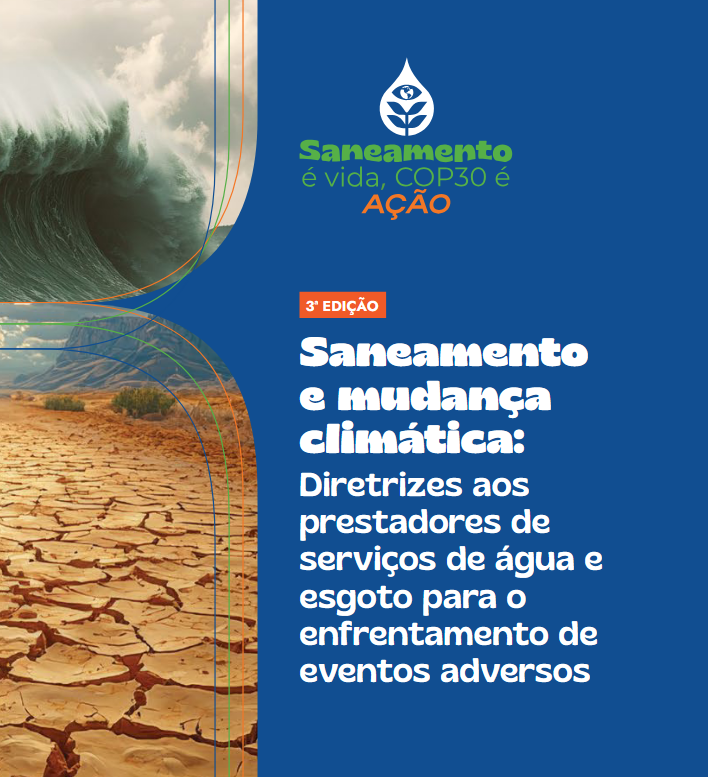 Saneamento
é vida, COP30 é
AÇÃO
3ª EDIÇÃO
Saneamento
e mudança
climática:
Diretrizes aos
prestadores de
serviços de água e
esgoto para o
enfrentamento de
eventos adversos